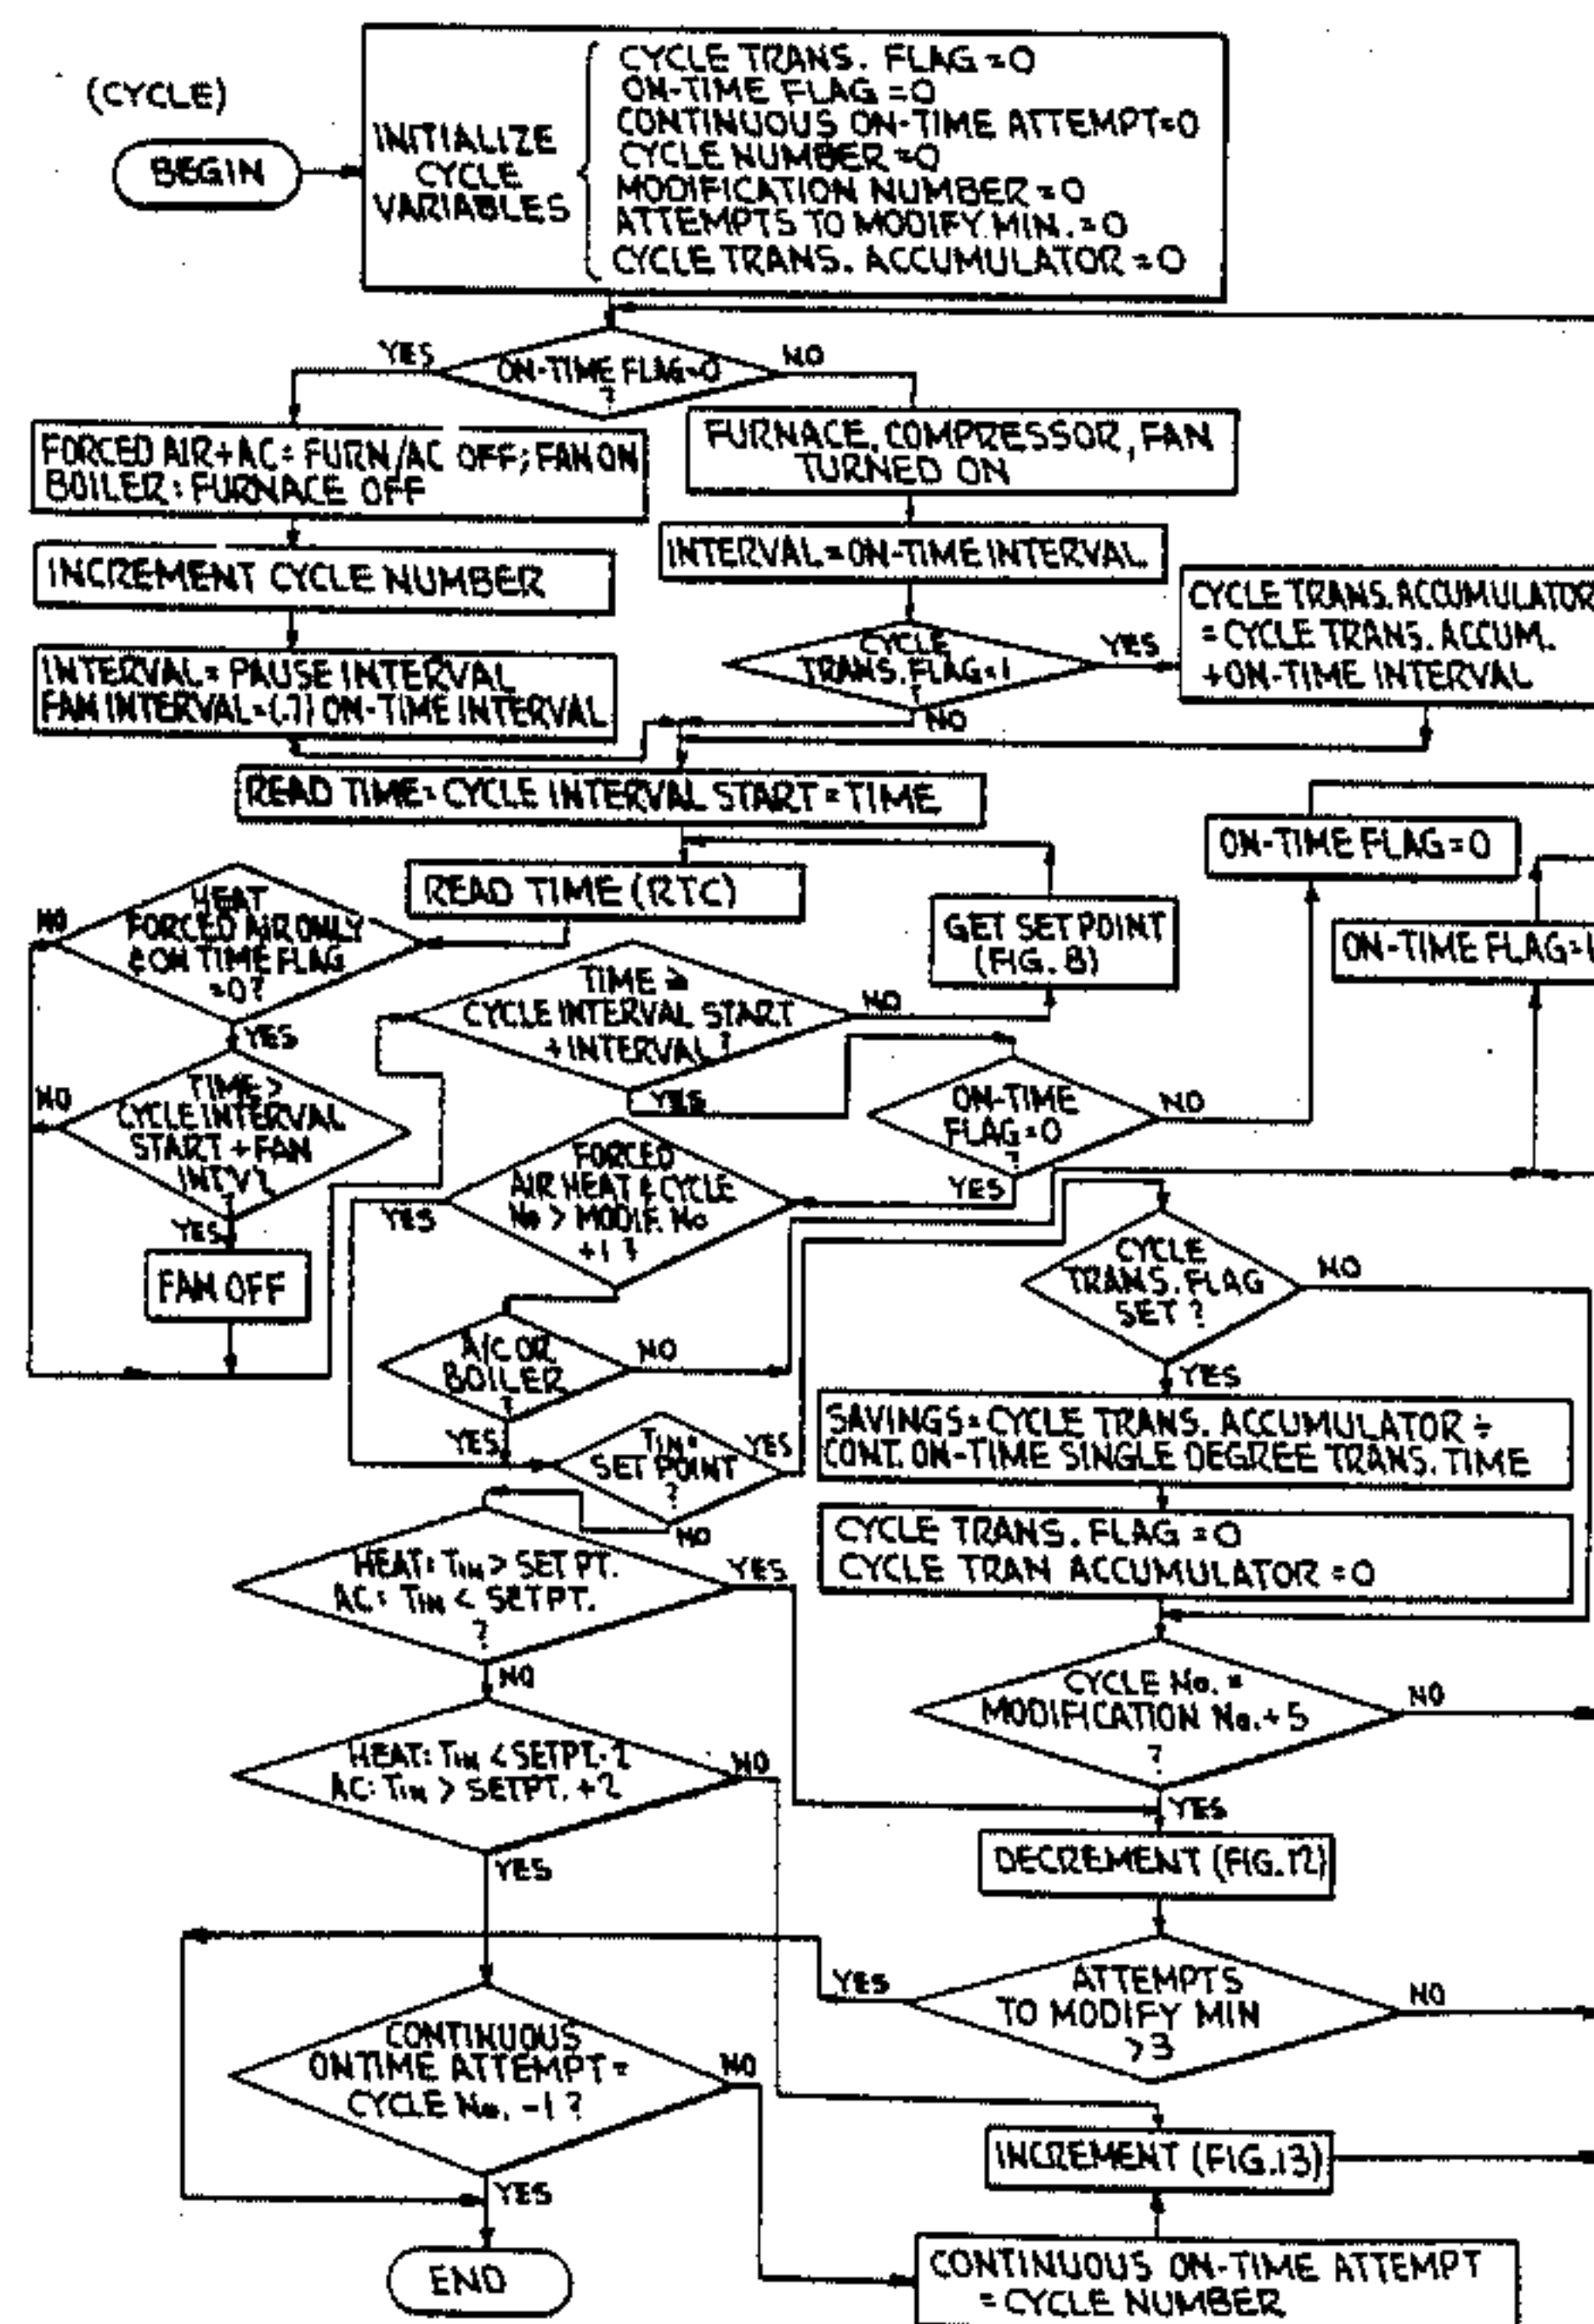 (CYCLE)
BEGIN
INITIALIZE
CYCLE
VARIABLES
CYCLE TRANS. FLAG = 0
ON-TIME FLAG = 0
CONTINUOUS ON-TIME ATTEMPT=0
CYCLE NUMBER = 0
MODIFICATION NUMBER = 0
ATTEMPTS TO MODIFY MIN. = 0
CYCLE TRANS. ACCUMULATOR = 0
ON-TIME FLAG=0
?
YES
NO
FORCED AIR+AC: FURN/AC OFF; FAN ON
BOILER: FURNACE OFF
FURNACE, COMPRESSOR, FAN
TURNED ON
INCREMENT CYCLE NUMBER
INTERVAL = ON-TIME INTERVAL
INTERVAL = PAUSE INTERVAL
FAN INTERVAL=(.7) ON-TIME INTERVAL
CYCLE
TRANS. FLAG=1
?
YES
NO
CYCLE TRANS. ACCUMULATOR
= CYCLE TRANS. ACCUM.
+ON-TIME INTERVAL
READ TIME: CYCLE INTERVAL START = TIME
READ TIME (RTC)
ON-TIME FLAG = 0
GET SET POINT
(FIG. 8)
ON-TIME FLAG=1
HEAT
FORCED AIR ONLY
& ON TIME FLAG
=0?
NO
YES
TIME ≥
CYCLE INTERVAL START
+ INTERVAL?
NO
YES
TIME >
CYCLE INTERVAL
START + FAN
INTVL
?
NO
YES
FAN OFF
ON-TIME
FLAG=0
?
NO
YES
FORCED
AIR HEAT & CYCLE
No > MODIF. No
+1 ?
YES
A/C OR
BOILER
?
NO
YES
CYCLE
TRANS. FLAG
SET ?
NO
YES
TIN =
SET POINT
?
YES
NO
SAVINGS= CYCLE TRANS. ACCUMULATOR ÷
CONT. ON-TIME SINGLE DEGREE TRANS. TIME
CYCLE TRANS. FLAG = 0
CYCLE TRAN ACCUMULATOR = 0
HEAT: TIN > SET PT.
AC: TIN < SETPT.
?
YES
NO
CYCLE No. =
MODIFICATION No. + 5
?
NO
YES
HEAT: TIN < SETPT-2
AC: TIN > SETPT. +2
NO
YES
DECREMENT (FIG. 12)
ATTEMPTS
TO MODIFY MIN
>3
YES
NO
CONTINUOUS
ONTIME ATTEMPT =
CYCLE No. -1 ?
NO
YES
INCREMENT (FIG. 13)
END
CONTINUOUS ON-TIME ATTEMPT
= CYCLE NUMBER